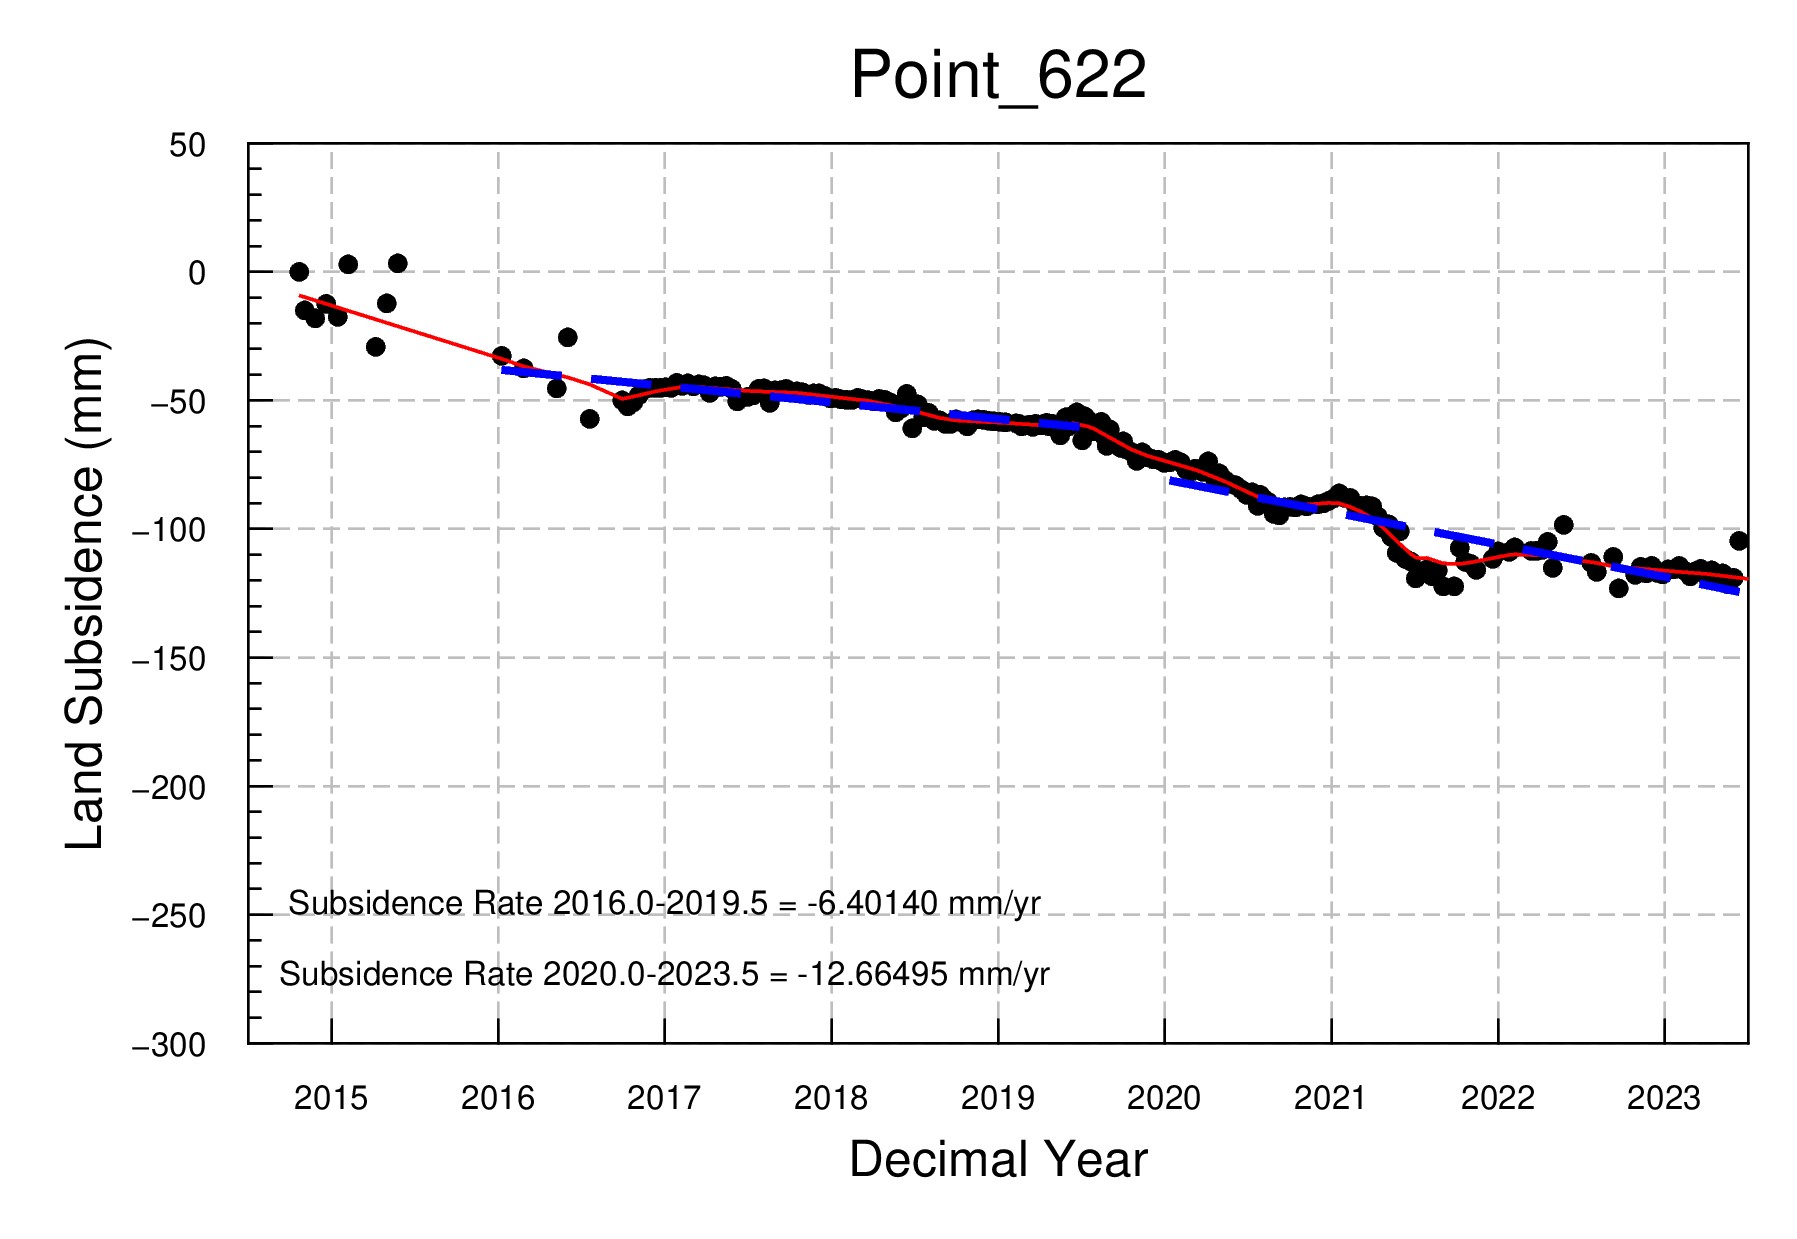 Point_622
50
0
−50
−100
−150
−200
−250
−300
Land Subsidence (mm)
Subsidence Rate 2016.0-2019.5 = -6.40140 mm/yr
Subsidence Rate 2020.0-2023.5 = -12.66495 mm/yr
2015 2016 2017 2018 2019 2020 2021 2022 2023
Decimal Year